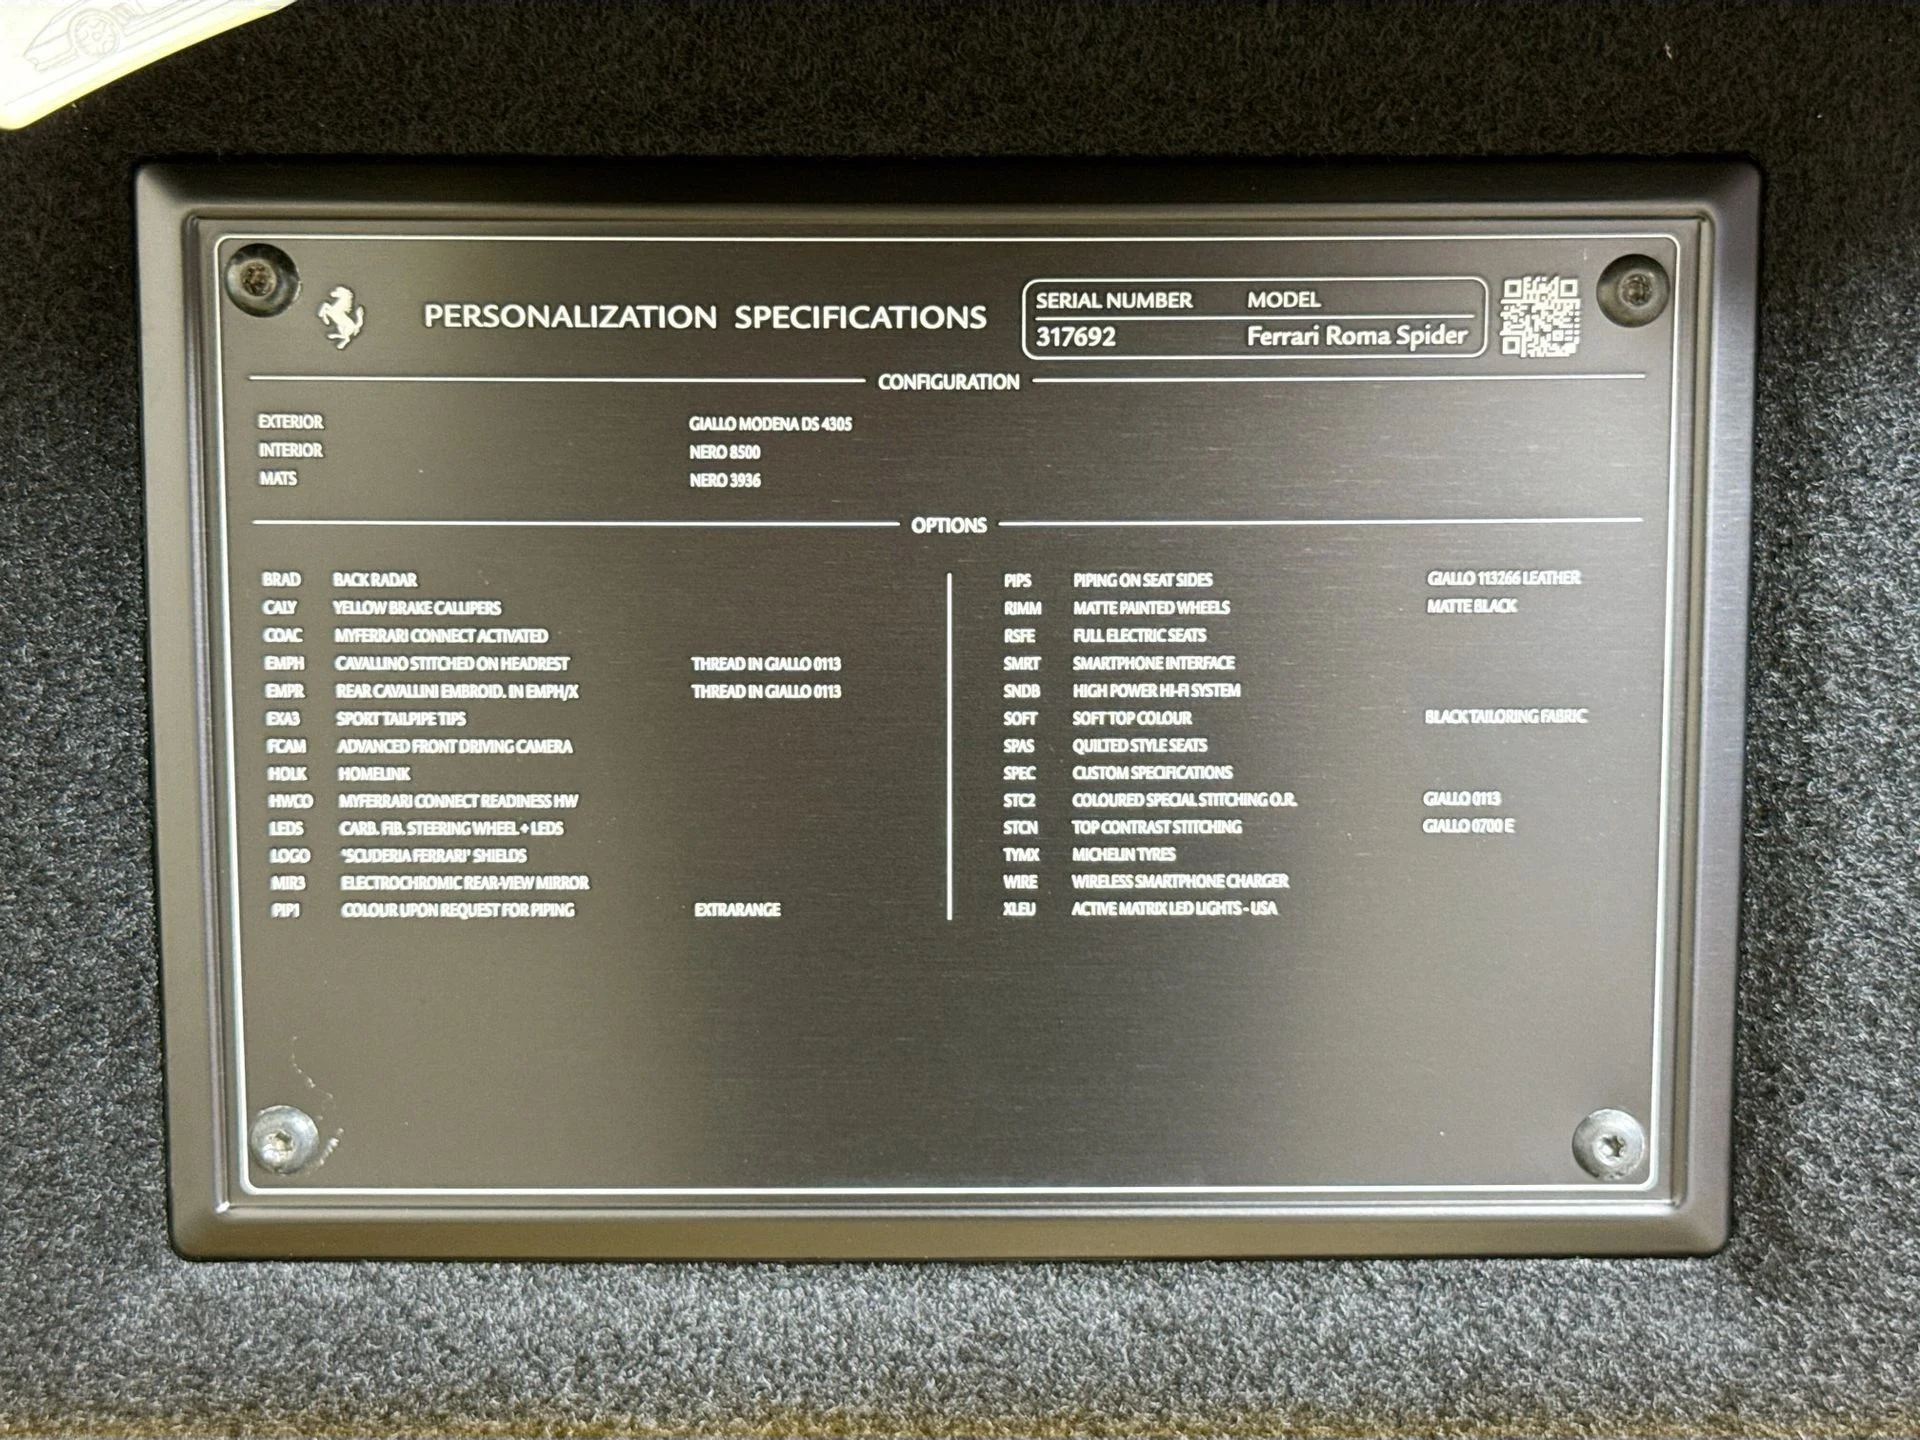 PERSONALIZATION SPECIFICATIONS
SERIAL NUMBER MODEL
317692 Ferrari Roma Spider
CONFIGURATION
EXTERIOR GIALLO MODENA DS 4305
INTERIOR NERO 8500
MATS NERO 3936
OPTIONS
BRAD BACK RADAR
CALY YELLOW BRAKE CALLIPERS
COAC MYFERRARI CONNECT ACTIVATED
EMPH CAVALLINO STITCHED ON HEADREST THREAD IN GIALLO 0113
EMPR REAR CAVALLINI EMBROID. IN EMPH/X THREAD IN GIALLO 0113
EXA3 SPORT TAILPIPE TIPS
FCAM ADVANCED FRONT DRIVING CAMERA
HOLK HOMELINK
HWCO MYFERRARI CONNECT READINESS HW
LEDS CARB. FIB. STEERING WHEEL + LEDS
LOGO "SCUDERIA FERRARI" SHIELDS
MIR3 ELECTROCHROMIC REAR-VIEW MIRROR
PIP1 COLOUR UPON REQUEST FOR PIPING EXTRARANGE
PIPS PIPING ON SEAT SIDES GIALLO 113266 LEATHER
RIMM MATTE PAINTED WHEELS MATTE BLACK
RSFE FULL ELECTRIC SEATS
SMRT SMARTPHONE INTERFACE
SNDB HIGH POWER HI-FI SYSTEM
SOFT SOFT TOP COLOUR BLACK TAILORING FABRIC
SPAS QUILTED STYLE SEATS
SPEC CUSTOM SPECIFICATIONS
STC2 COLOURED SPECIAL STITCHING O.R. GIALLO 0113
STCN TOP CONTRAST STITCHING GIALLO 0700 E
TYMX MICHELIN TYRES
WIRE WIRELESS SMARTPHONE CHARGER
XLEU ACTIVE MATRIX LED LIGHTS - USA